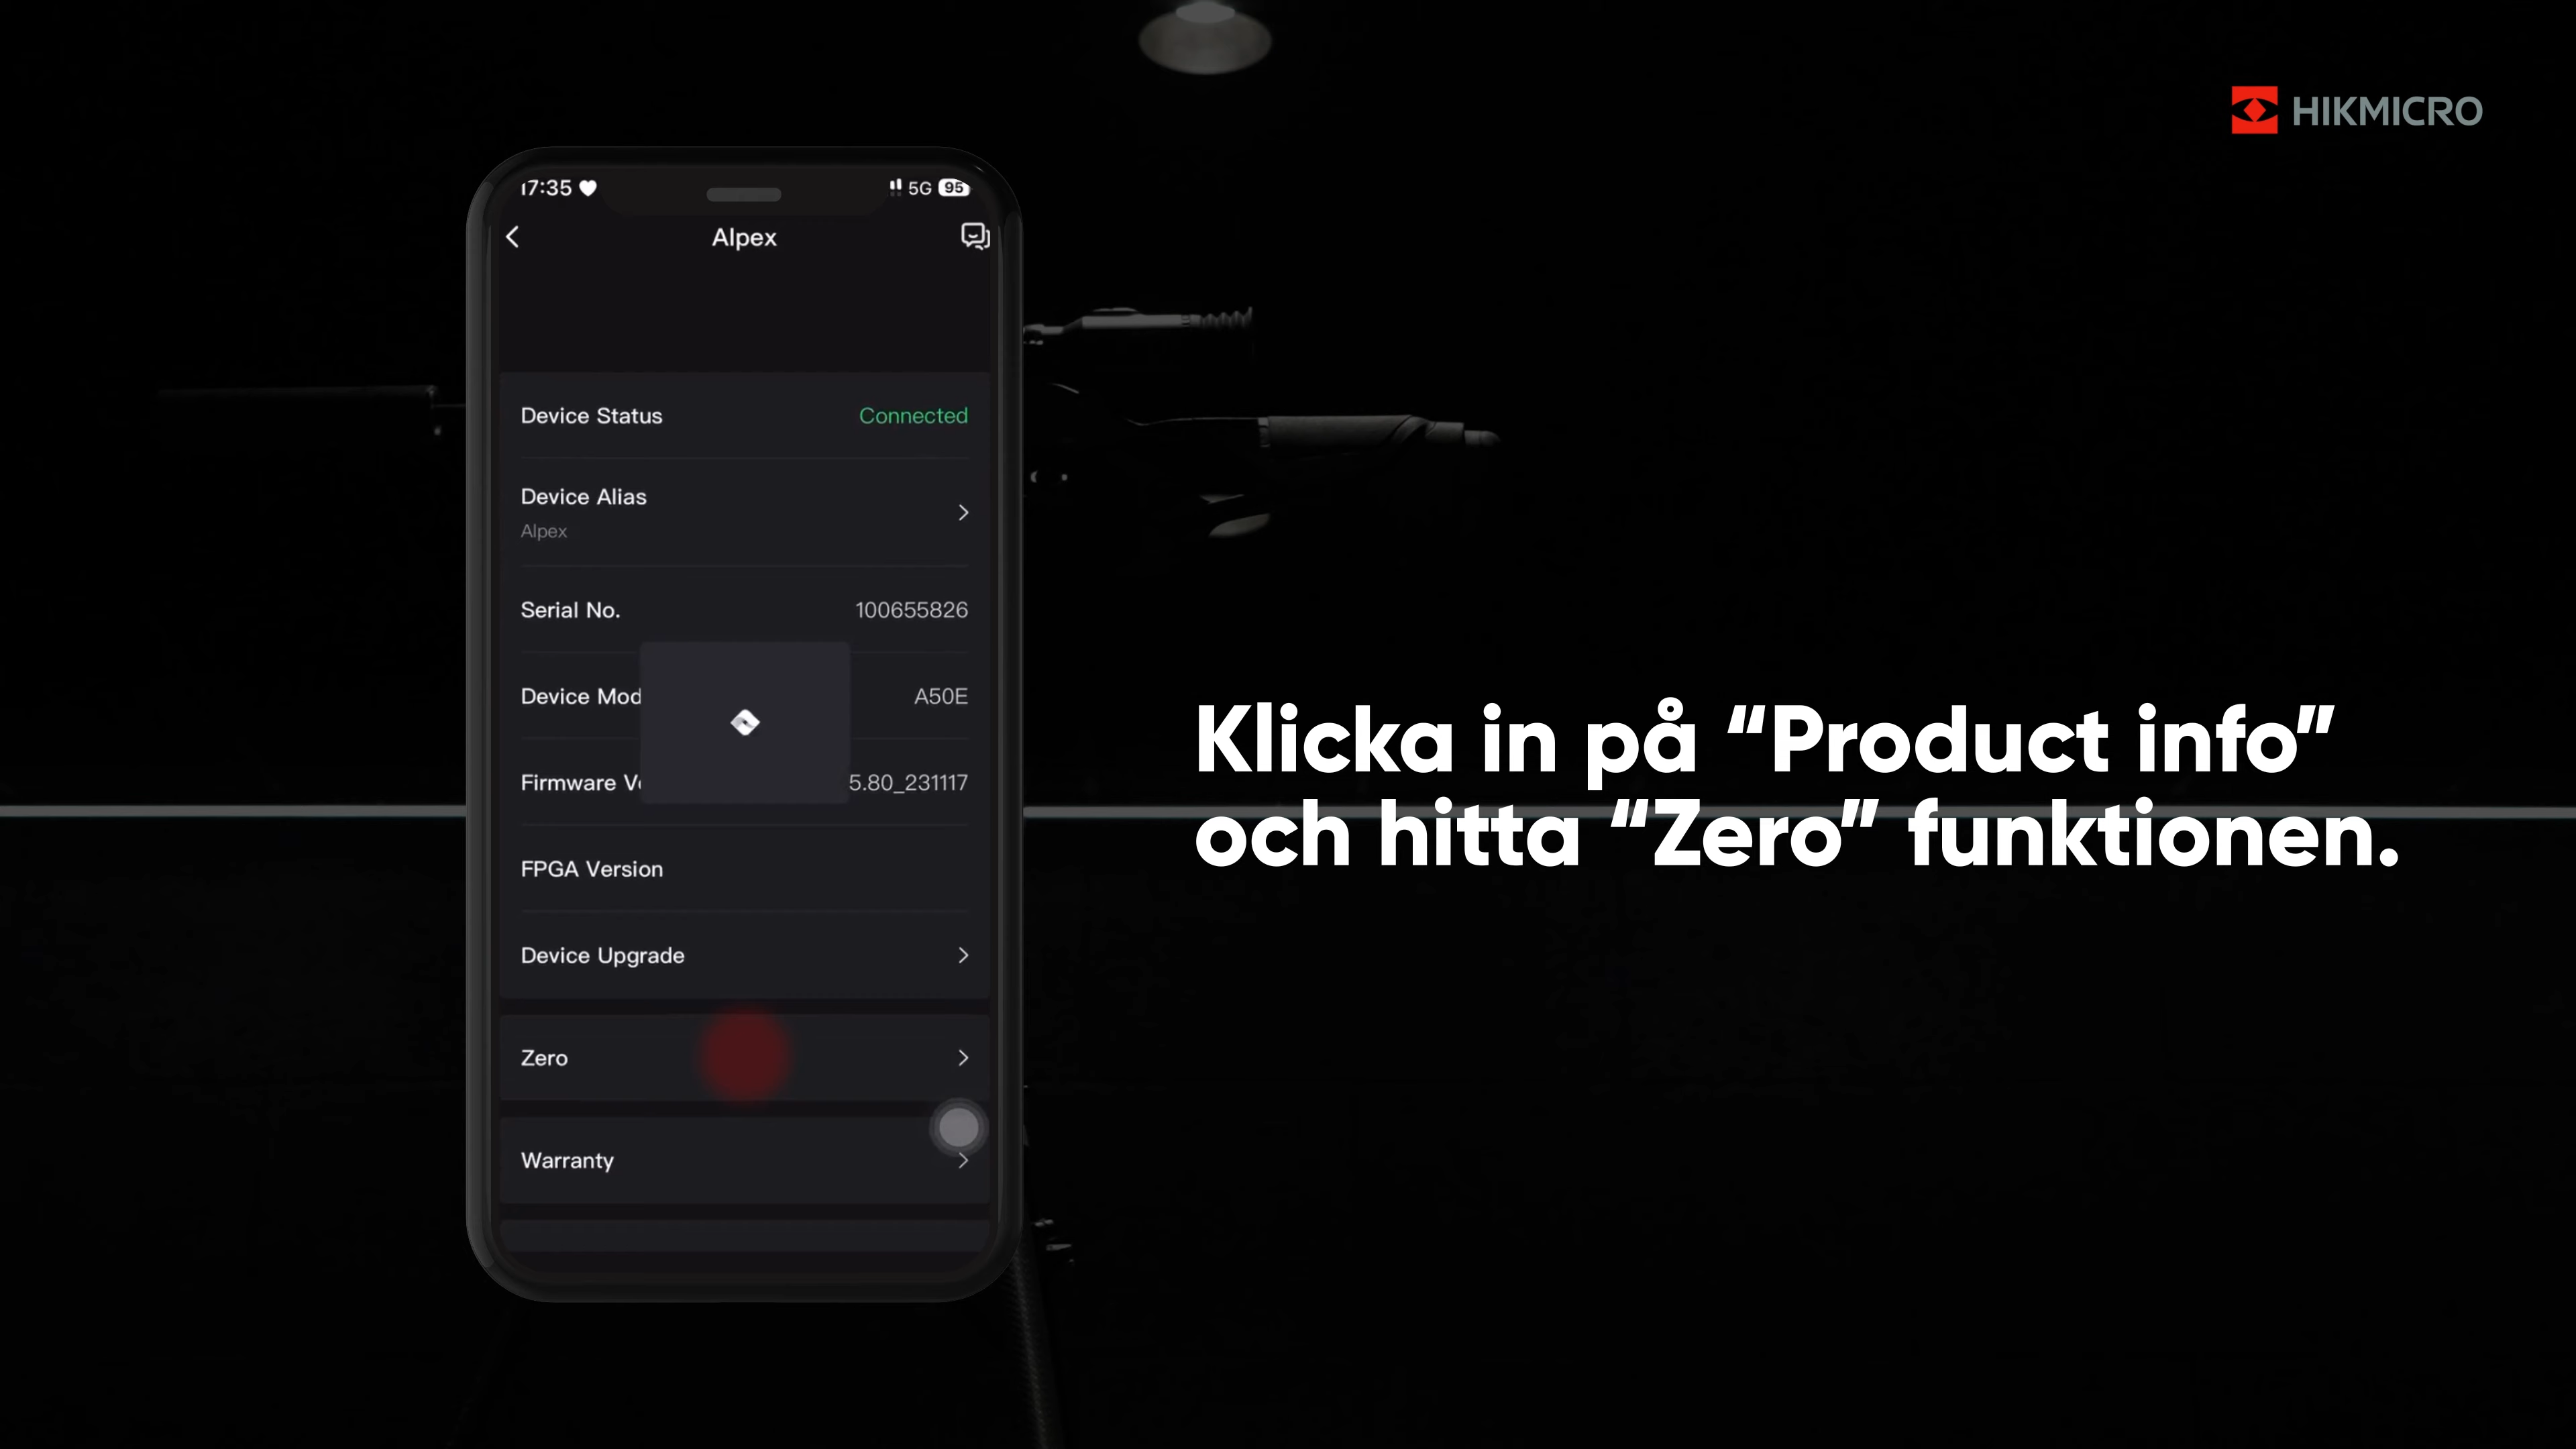 HIKMICRO
17:35
5G 95
Alpex
Device Status Connected
Device Alias
Alpex
Serial No. 100655826
Device Mod A50E
Firmware 5.80_231117
FPGA Version
Device Upgrade
Zero
Warranty
Klicka in på “Product info”
och hitta “Zero” funktionen.